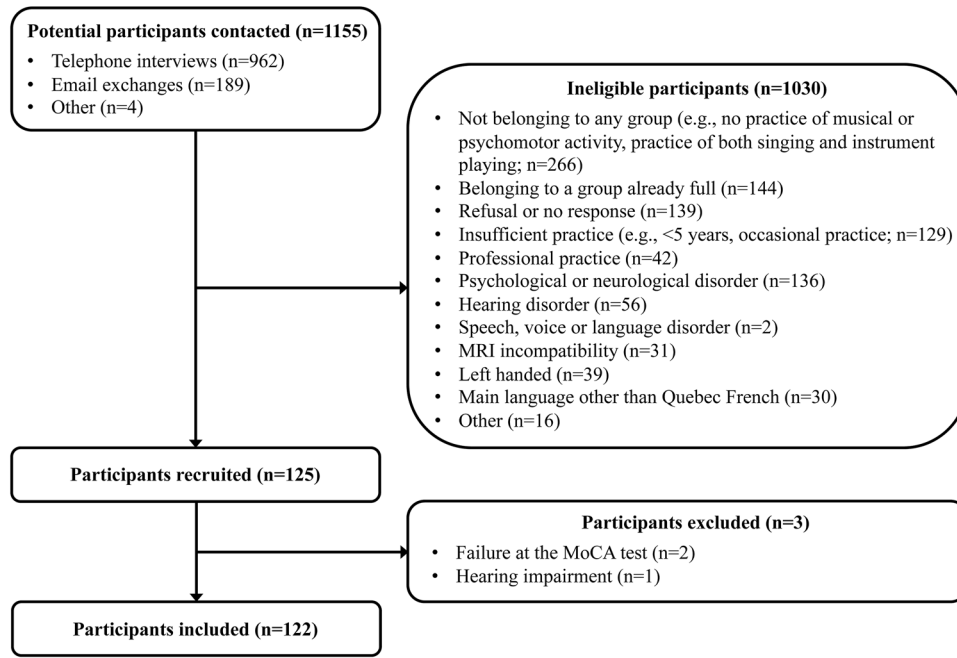 Potential participants contacted (n=1155)
• Telephone interviews (n=962)
• Email exchanges (n=189)
• Other (n=4)
Ineligible participants (n=1030)
• Not belonging to any group (e.g., no practice of musical or
psychomotor activity, practice of both singing and instrument
playing; n=266)
• Belonging to a group already full (n=144)
• Refusal or no response (n=139)
• Insufficient practice (e.g., <5 years, occasional practice; n=129)
• Professional practice (n=42)
• Psychological or neurological disorder (n=136)
• Hearing disorder (n=56)
• Speech, voice or language disorder (n=2)
• MRI incompatibility (n=31)
• Left handed (n=39)
• Main language other than Quebec French (n=30)
• Other (n=16)
Participants recruited (n=125)
Participants excluded (n=3)
• Failure at the MoCA test (n=2)
• Hearing impairment (n=1)
Participants included (n=122)